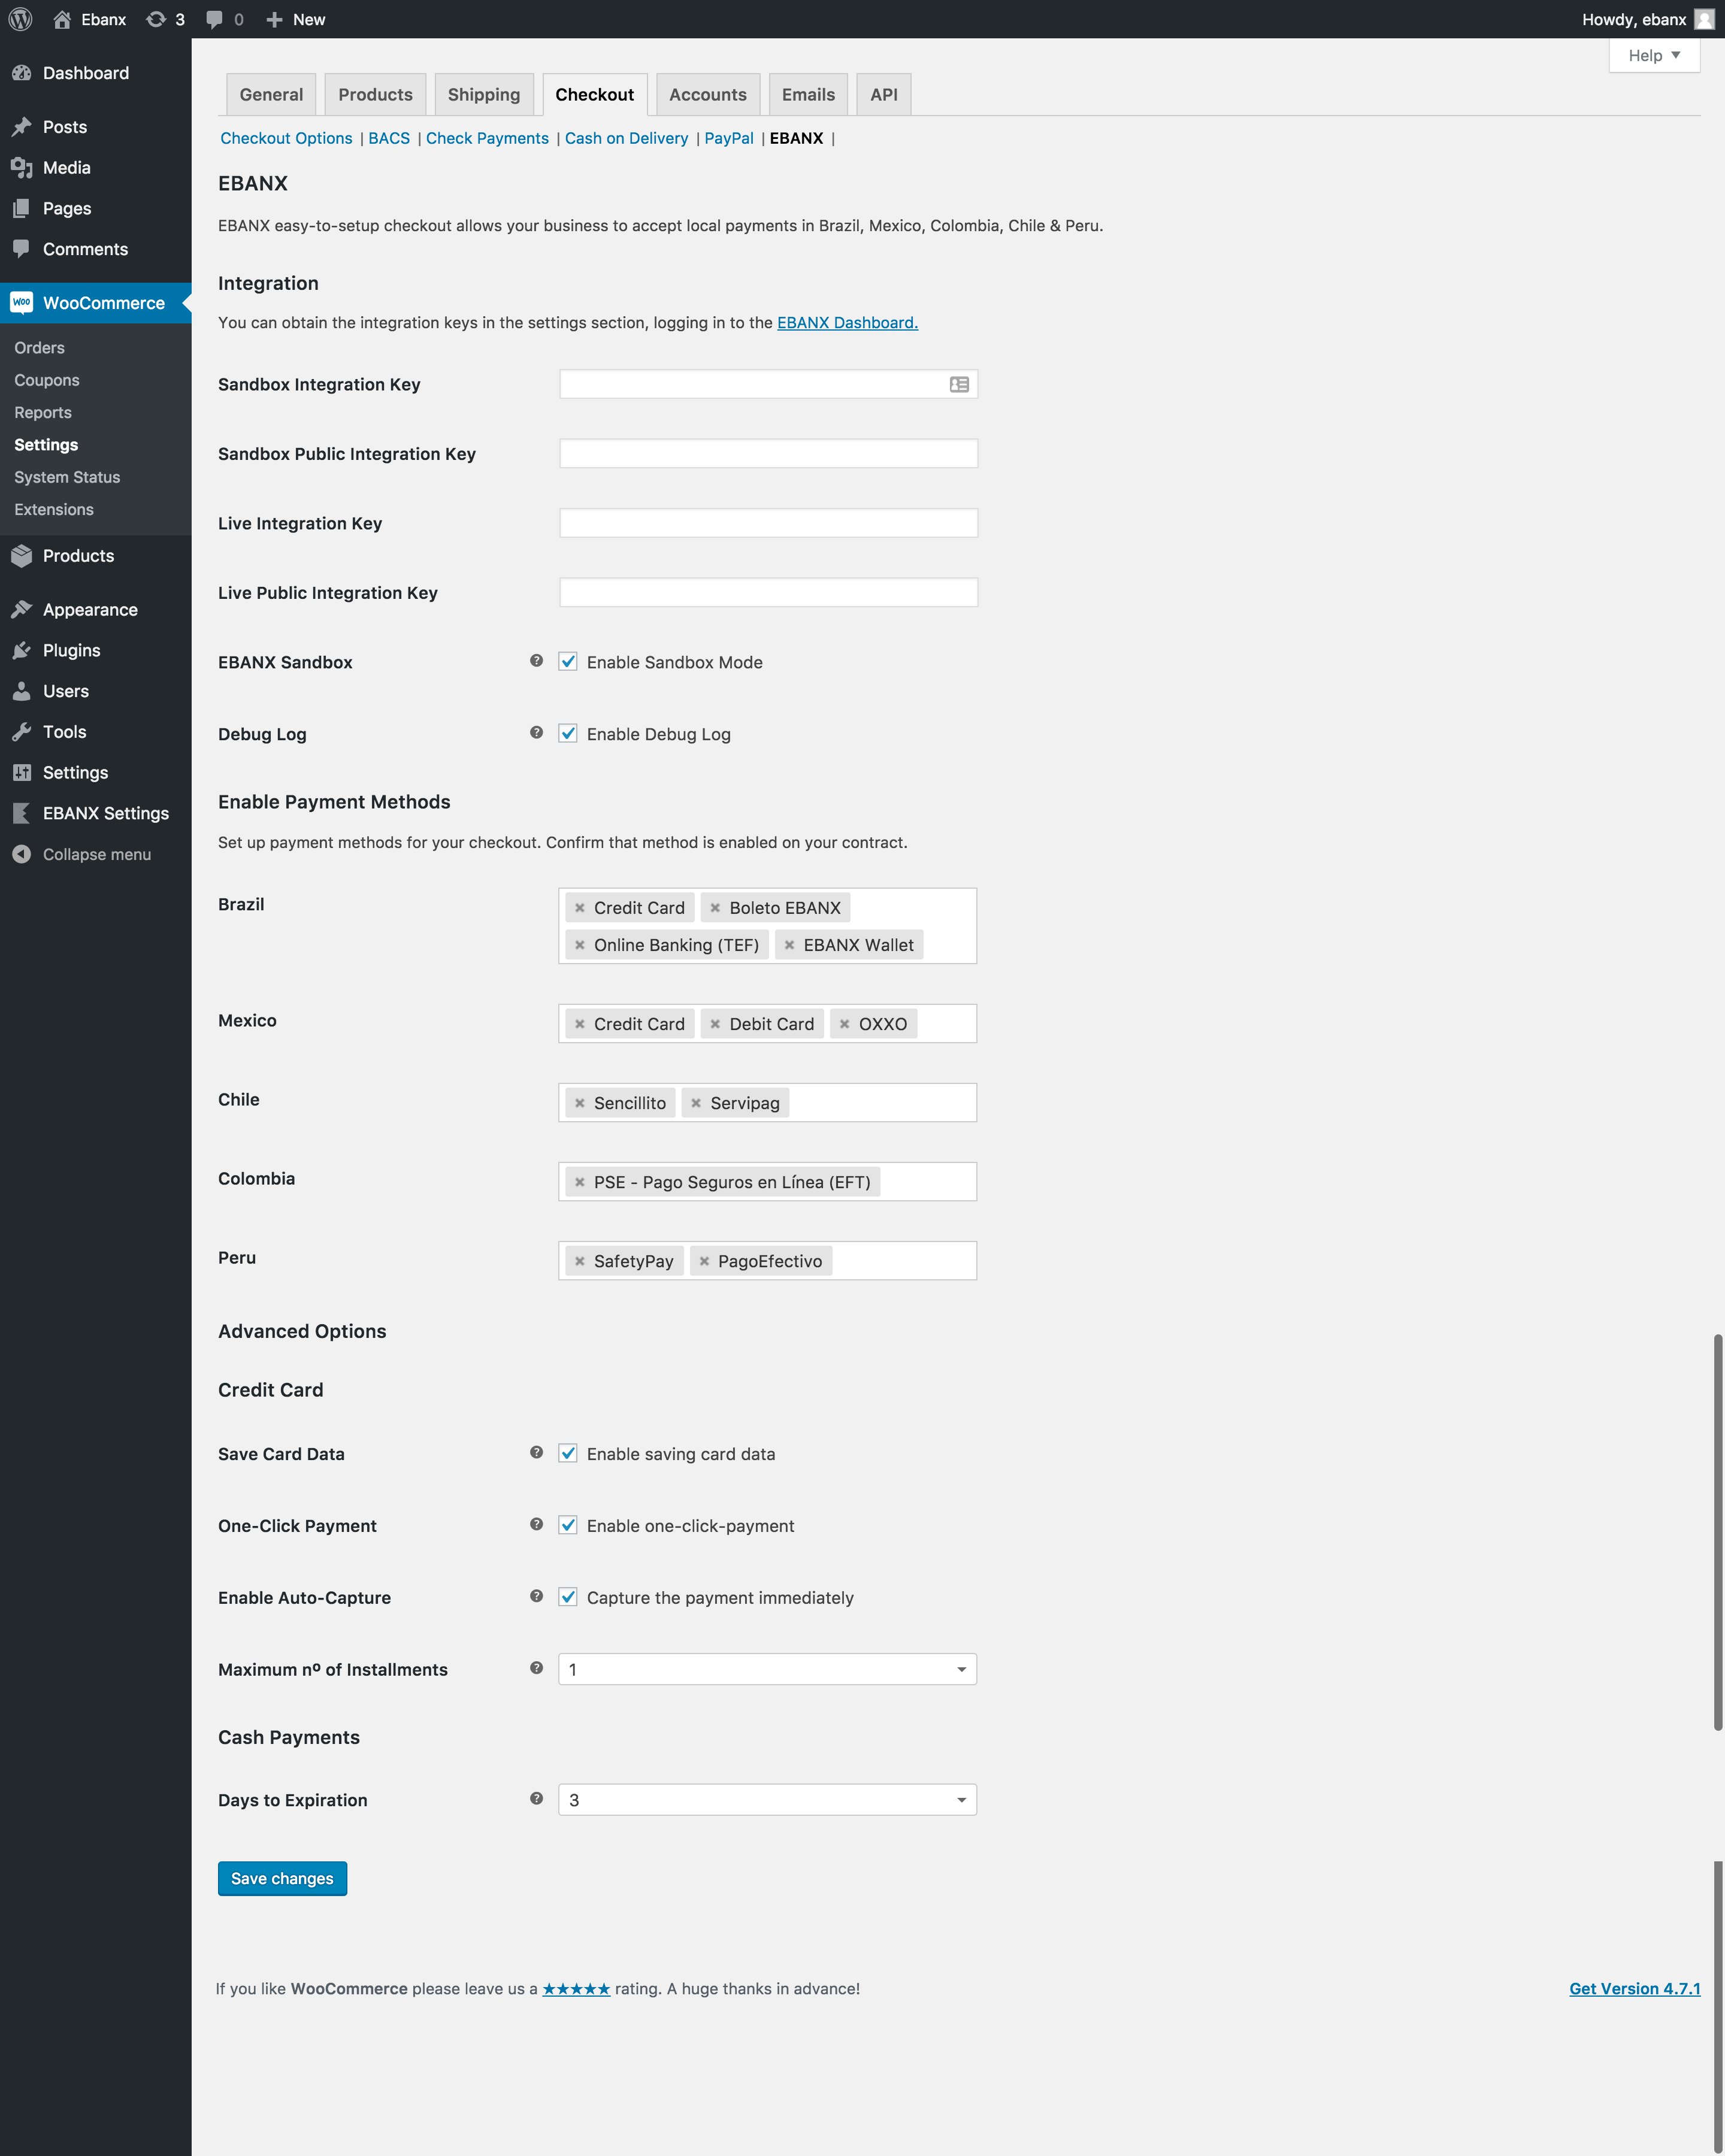 Ebanx 3 0 New Howdy, ebanx
Help
Dashboard
Posts
Media
Pages
Comments
WooCommerce
Orders
Coupons
Reports
Settings
System Status
Extensions
Products
Appearance
Plugins
Users
Tools
Settings
EBANX Settings
Collapse menu
General Products Shipping Checkout Accounts Emails API
Checkout Options | BACS | Check Payments | Cash on Delivery | PayPal | EBANX |
EBANX
EBANX easy-to-setup checkout allows your business to accept local payments in Brazil, Mexico, Colombia, Chile & Peru.
Integration
You can obtain the integration keys in the settings section, logging in to the EBANX Dashboard.
Sandbox Integration Key
Sandbox Public Integration Key
Live Integration Key
Live Public Integration Key
EBANX Sandbox ? Enable Sandbox Mode
Debug Log ? Enable Debug Log
Enable Payment Methods
Set up payment methods for your checkout. Confirm that method is enabled on your contract.
Brazil × Credit Card × Boleto EBANX
× Online Banking (TEF) × EBANX Wallet
Mexico × Credit Card × Debit Card × OXXO
Chile × Sencillito × Servipag
Colombia × PSE - Pago Seguros en Línea (EFT)
Peru × SafetyPay × PagoEfectivo
Advanced Options
Credit Card
Save Card Data ? Enable saving card data
One-Click Payment ? Enable one-click-payment
Enable Auto-Capture ? Capture the payment immediately
Maximum nº of Installments ? 1
Cash Payments
Days to Expiration ? 3
Save changes
If you like WooCommerce please leave us a ★★★★★ rating. A huge thanks in advance! Get Version 4.7.1